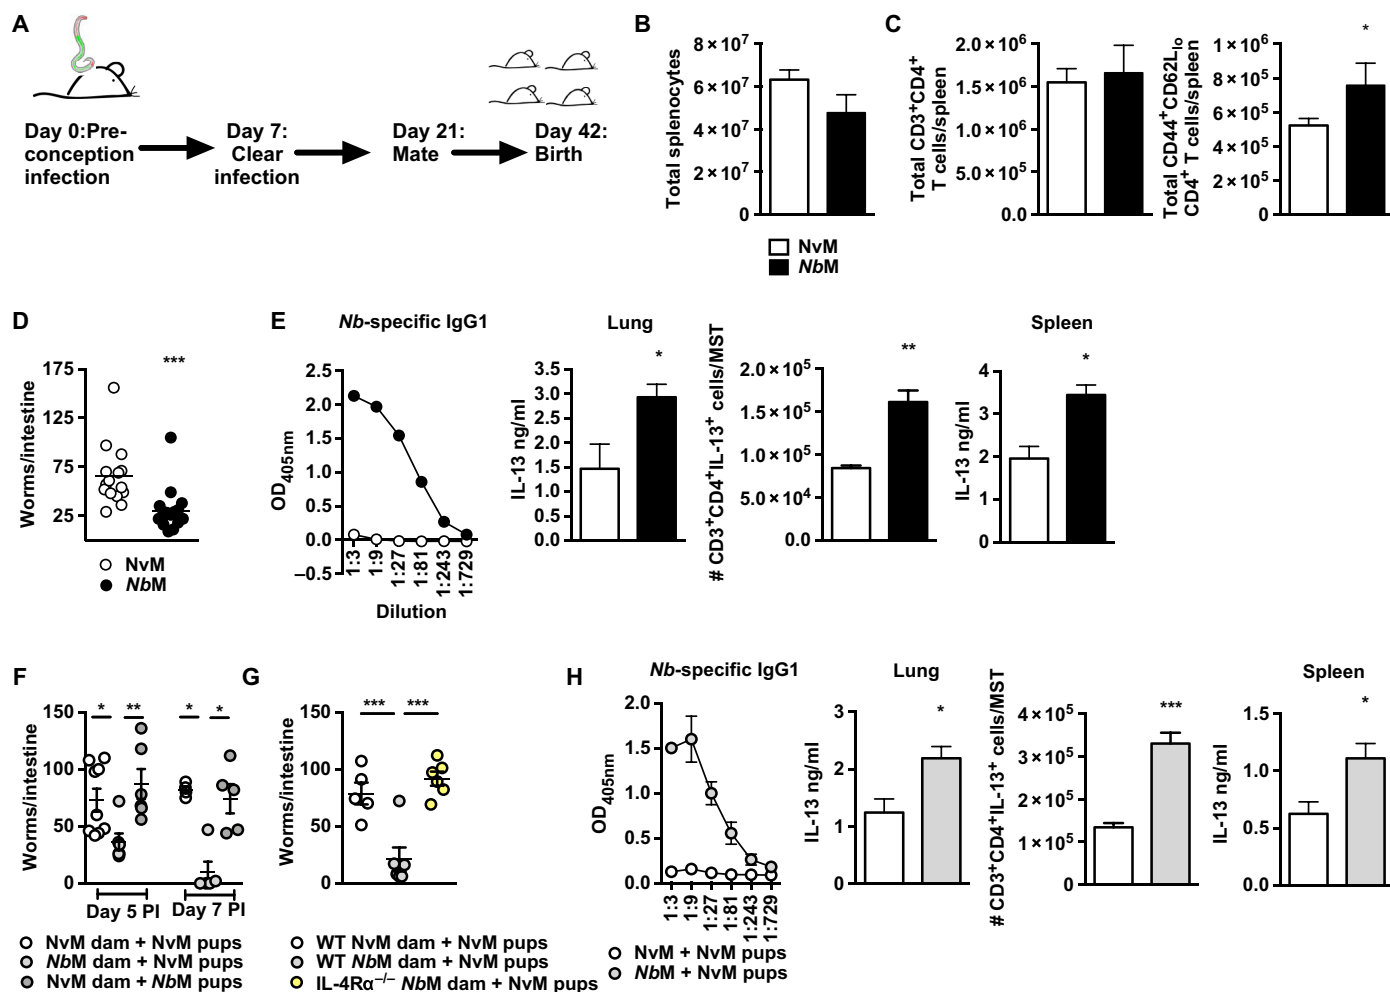 A
Day 0:Pre-
conception
infection
Day 7:
Clear
infection
Day 21:
Mate
Day 42:
Birth
B
Total splenocytes
8 × 10⁷
6 × 10⁷
4 × 10⁷
2 × 10⁷
0
NvM
NbM
C
Total CD3⁺CD4⁺
T cells/spleen
2.0 × 10⁶
1.5 × 10⁶
1.0 × 10⁶
5.0 × 10⁵
0.0
Total CD44⁺CD62Llo
CD4⁺ T cells/spleen
1 × 10⁶
8 × 10⁵
6 × 10⁵
4 × 10⁵
2 × 10⁵
0
*
D
Worms/intestine
175
125
75
25
***
NvM
NbM
E
Nb-specific IgG1
OD405nm
2.5
2.0
1.5
1.0
0.5
0.0
–0.5
1:3
1:9
1:27
1:81
1:243
1:729
Dilution
Lung
IL-13 ng/ml
3.5
3.0
2.5
2.0
1.5
1.0
0.5
0.0
*
# CD3⁺CD4⁺IL-13⁺ cells/MST
2.0 × 10⁵
1.5 × 10⁵
1.0 × 10⁵
5.0 × 10⁴
0.0
**
Spleen
IL-13 ng/ml
4
3
2
1
0
*
F
Worms/intestine
150
100
50
0
* ** * *
Day 5 PI
Day 7 PI
NvM dam + NvM pups
NbM dam + NvM pups
NvM dam + NbM pups
G
Worms/intestine
150
100
50
0
*** ***
WT NvM dam + NvM pups
WT NbM dam + NvM pups
IL-4Rα⁻/⁻ NbM dam + NvM pups
H
Nb-specific IgG1
OD405nm
2.0
1.5
1.0
0.5
0.0
1:3
1:9
1:27
1:81
1:243
1:729
NvM + NvM pups
NbM + NvM pups
Lung
IL-13 ng/ml
3
2
1
0
*
# CD3⁺CD4⁺IL-13⁺ cells/MST
4 × 10⁵
3 × 10⁵
2 × 10⁵
1 × 10⁵
0
***
Spleen
IL-13 ng/ml
1.5
1.0
0.5
0.0
*